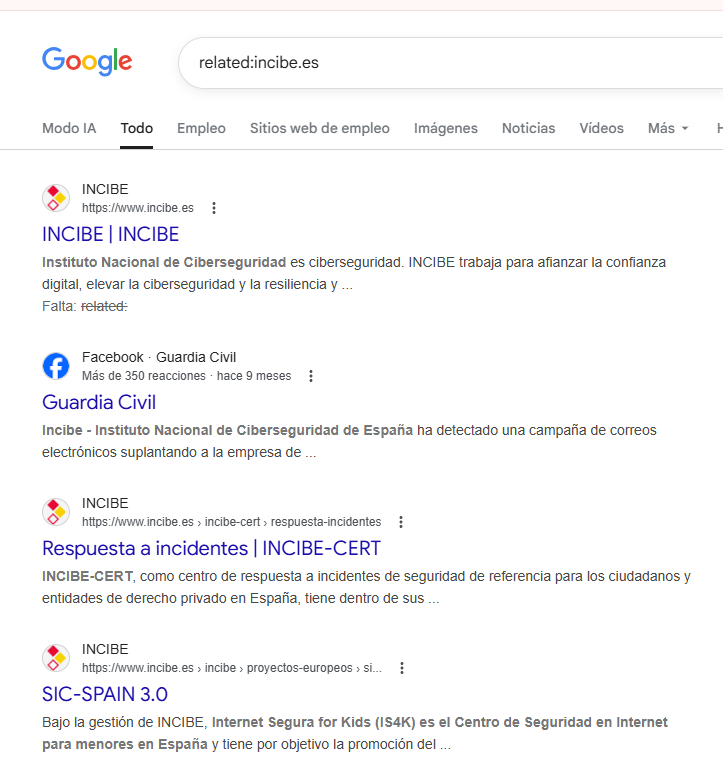 Google
related:incibe.es
Modo IA Todo Empleo Sitios web de empleo Imágenes Noticias Vídeos Más
INCIBE
https://www.incibe.es
INCIBE | INCIBE
Instituto Nacional de Ciberseguridad es ciberseguridad. INCIBE trabaja para afianzar la confianza
digital, elevar la ciberseguridad y la resiliencia y ...
Falta: related:
Facebook · Guardia Civil
Más de 350 reacciones · hace 9 meses
Guardia Civil
Incibe - Instituto Nacional de Ciberseguridad de España ha detectado una campaña de correos
electrónicos suplantando a la empresa de ...
INCIBE
https://www.incibe.es › incibe-cert › respuesta-incidentes
Respuesta a incidentes | INCIBE-CERT
INCIBE-CERT, como centro de respuesta a incidentes de seguridad de referencia para los ciudadanos y
entidades de derecho privado en España, tiene dentro de sus ...
INCIBE
https://www.incibe.es › incibe › proyectos-europeos › si...
SIC-SPAIN 3.0
Bajo la gestión de INCIBE, Internet Segura for Kids (IS4K) es el Centro de Seguridad en Internet
para menores en España y tiene por objetivo la promoción del ...